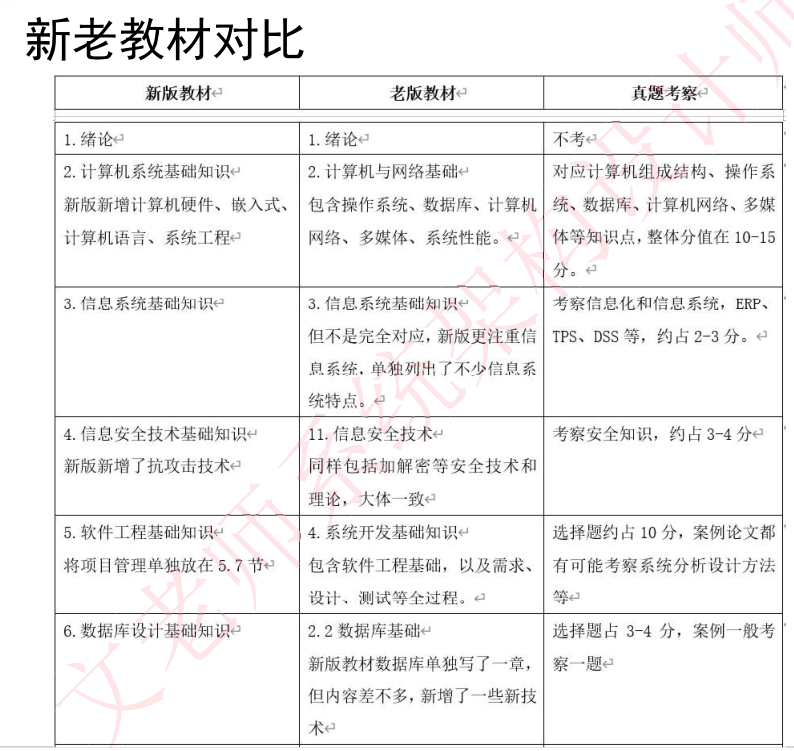 新老教材对比
新版教材
老版教材
真题考察
1.绪论
1.绪论
不考
2.计算机系统基础知识
新版新增计算机硬件、嵌入式、
计算机语言、系统工程
2.计算机与网络基础
包含操作系统、数据库、计算机
网络、多媒体、系统性能。
对应计算机组成结构、操作系
统、数据库、计算机网络、多媒
体等知识点，整体分值在10-15
分。
3.信息系统基础知识
3.信息系统基础知识
但不是完全对应，新版更注重信
息系统，单独列出了不少信息系
统特点。
考察信息化和信息系统，ERP、
TPS、DSS等，约占2-3分。
4.信息安全技术基础知识
新版新增了抗攻击技术
11.信息安全技术
同样包括加解密等安全技术和
理论，大体一致
考察安全知识，约占3-4分
5.软件工程基础知识
将项目管理单独放在5.7节
4.系统开发基础知识
包含软件工程基础，以及需求、
设计、测试等全过程。
选择题约占10分，案例论文都
有可能考察系统分析设计方法
等
6.数据库设计基础知识
2.2数据库基础
新版教材数据库单独写了一章，
但内容差不多，新增了一些新技
术
选择题占3-4分，案例一般考
察一题
文老师系统架构设计师